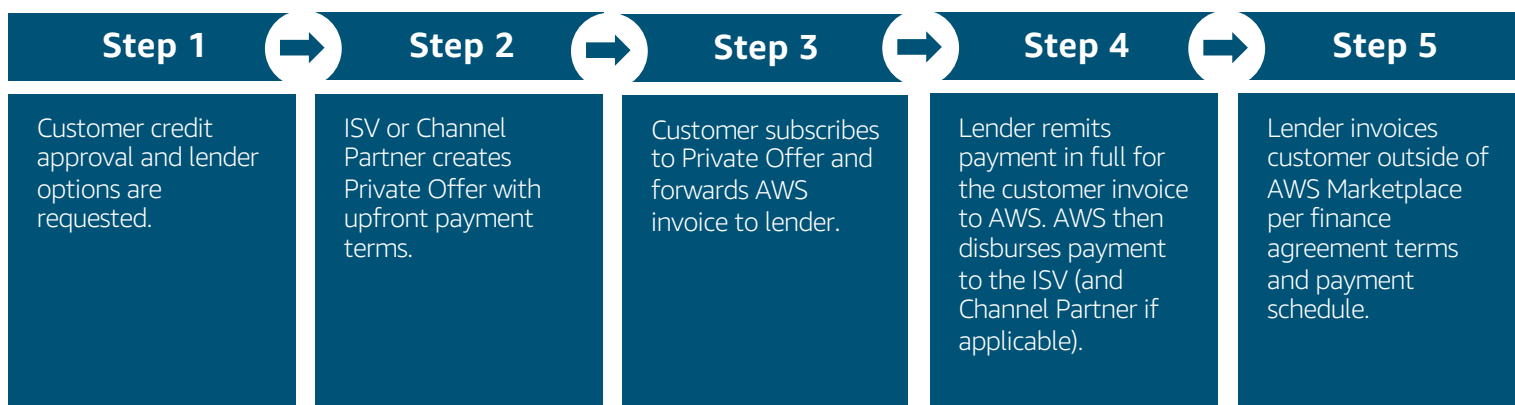 Step 1
Step 2
Step 3
Step 4
Step 5
Customer credit
approval and lender
options are
requested.
ISV or Channel
Partner creates
Private Offer with
upfront payment
terms.
Customer subscribes
to Private Offer and
forwards AWS
invoice to lender.
Lender remits
payment in full for
the customer invoice
to AWS. AWS then
disburses payment
to the ISV (and
Channel Partner if
applicable).
Lender invoices
customer outside of
AWS Marketplace
per finance
agreement terms
and payment
schedule.